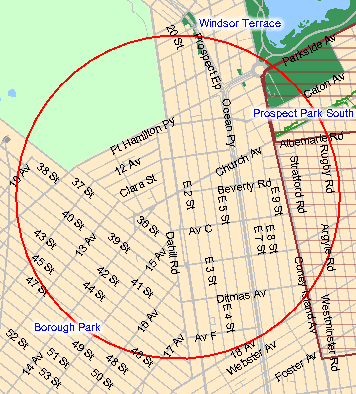 Windsor Terrace
20 St
Prospect Ep
Parkside Av
Ocean Py
Caton Av
Prospect Park South
Ft Hamilton Py
Albemarle Rd
12 Av
Church Av
Rugby Rd
10 Av
38 St
37 St
Clara St
Beverly Rd
Stratford Rd
E 2 St
E 5 St
E 9 St
40 St
36 St
Av C
43 St
13 Av
39 St
Dahill Rd
E 8 St
E 7 St
Argyle Rd
45 St
42 St
15 Av
E 3 St
Coney Island Av
47 St
44 St
41 St
Ditmas Av
E 4 St
Westminster Rd
Borough Park
16 Av
52 St
51 St
49 St
48 St
46 St
17 Av
Av F
18 Av
Webster Av
Foster Av
14 Av
53 St
50 St